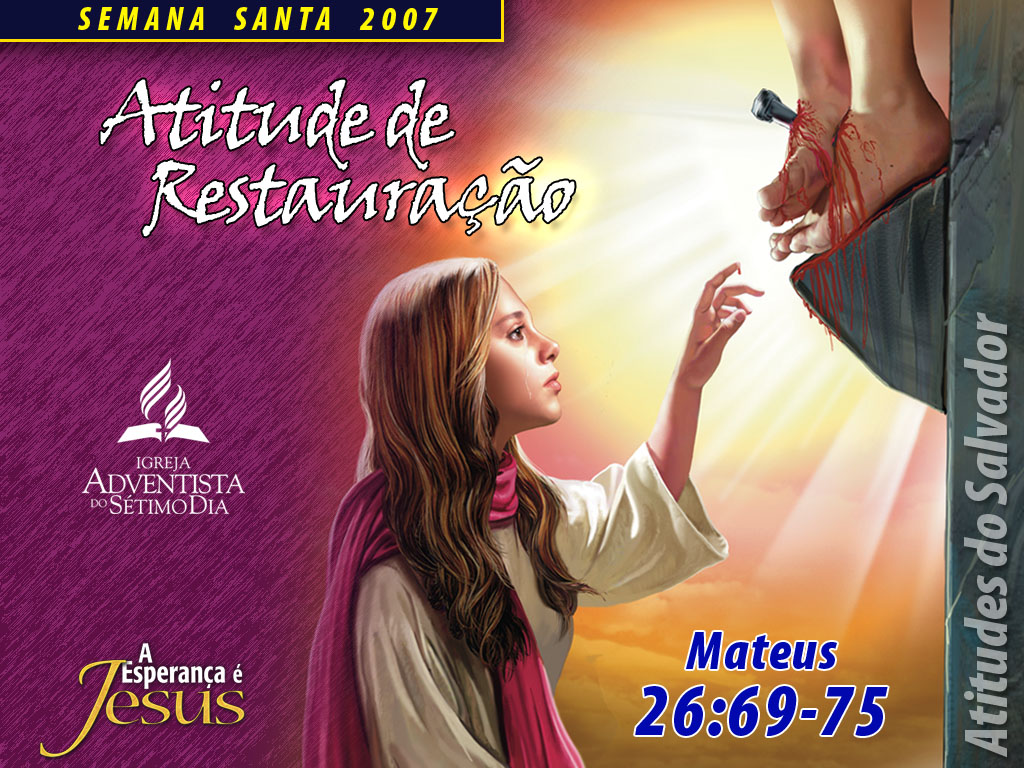 SEMANA SANTA 2007
Atitude de
Restauração
IGREJA
ADVENTISTA
DO SÉTIMO DIA
A
Esperança é
Jesus
Mateus
26:69-75
Atitudes do Salvador